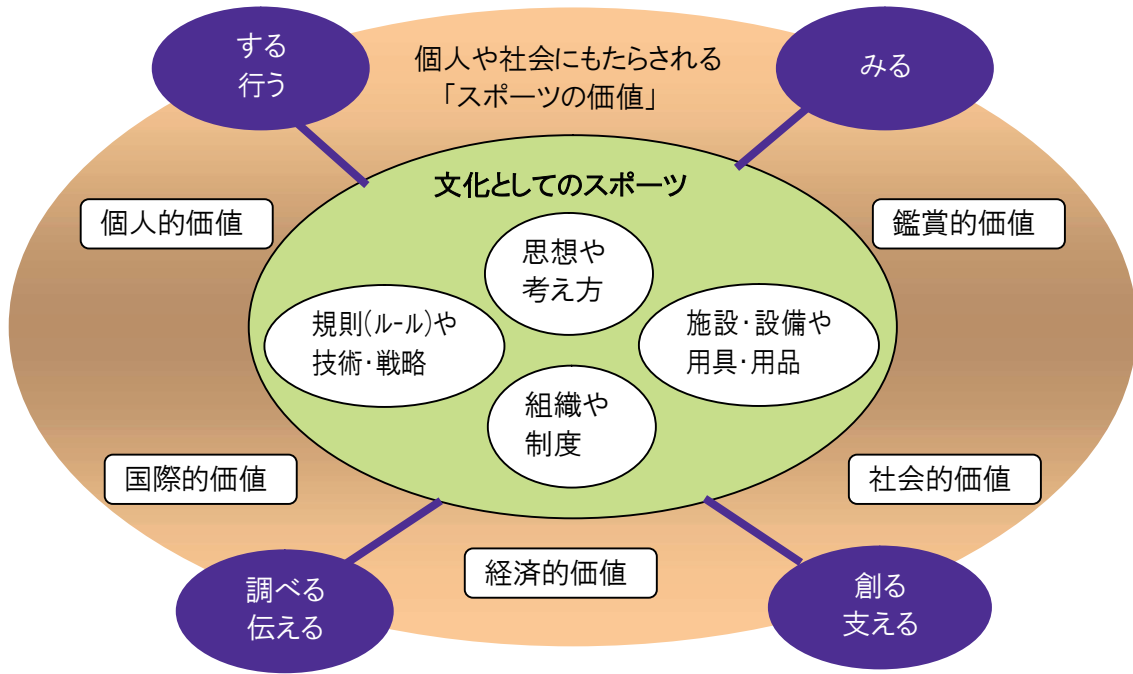 する
行う
個人や社会にもたらされる
「スポーツの価値」
みる
文化としてのスポーツ
個人的価値
鑑賞的価値
思想や
考え方
規則(ルール)や
技術・戦略
施設・設備や
用具・用品
組織や
制度
国際的価値
社会的価値
経済的価値
調べる
伝える
創る
支える